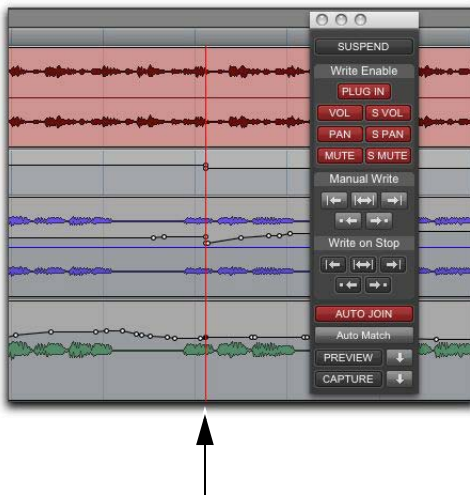 SUSPEND
Write Enable
PLUG IN
VOL S VOL
PAN S PAN
MUTE S MUTE
Manual Write
Write on Stop
AUTO JOIN
Auto Match
PREVIEW
CAPTURE